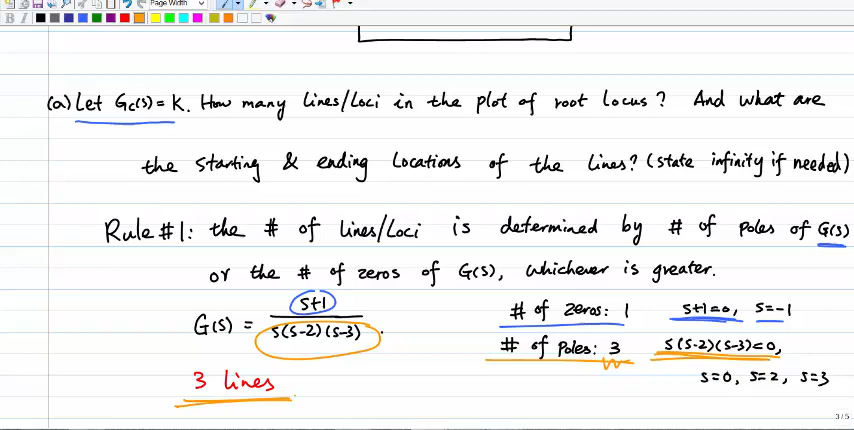 Page Width
B I
(a) Let Gc(s) = K. How many Lines/Loci in the plot of root locus? And what are
the starting & ending Locations of the Lines? (state infinity if needed)
Rule #1: the # of lines/Loci is determined by # of poles of G(s)
or the # of zeros of G(s), whichever is greater.
G(s) = s+1 / s(s-2)(s-3) .
# of zeros: 1 s+1=0, s=-1
# of Poles: 3 s(s-2)(s-3)=0,
s=0, s=2, s=3
3 lines
3/5